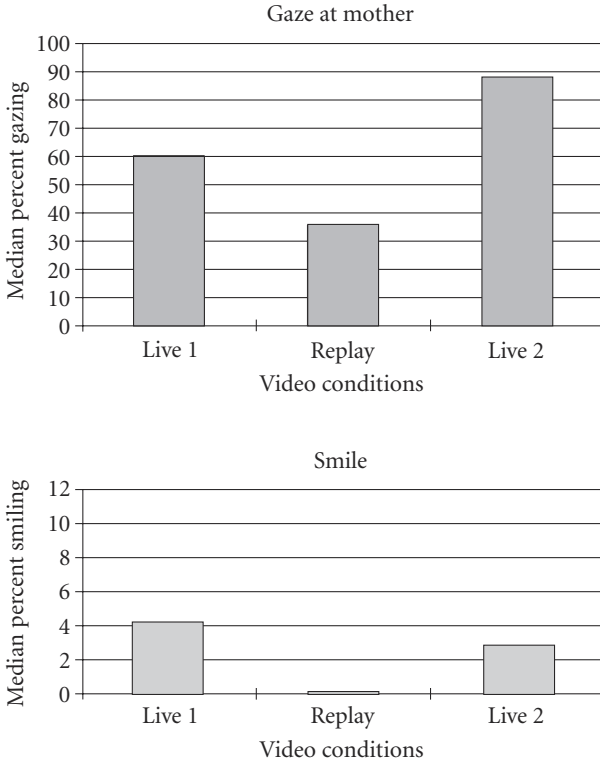 Gaze at mother
Median percent gazing
100
90
80
70
60
50
40
30
20
10
0
Live 1 Replay Live 2
Video conditions
Smile
Median percent smiling
12
10
8
6
4
2
0
Live 1 Replay Live 2
Video conditions